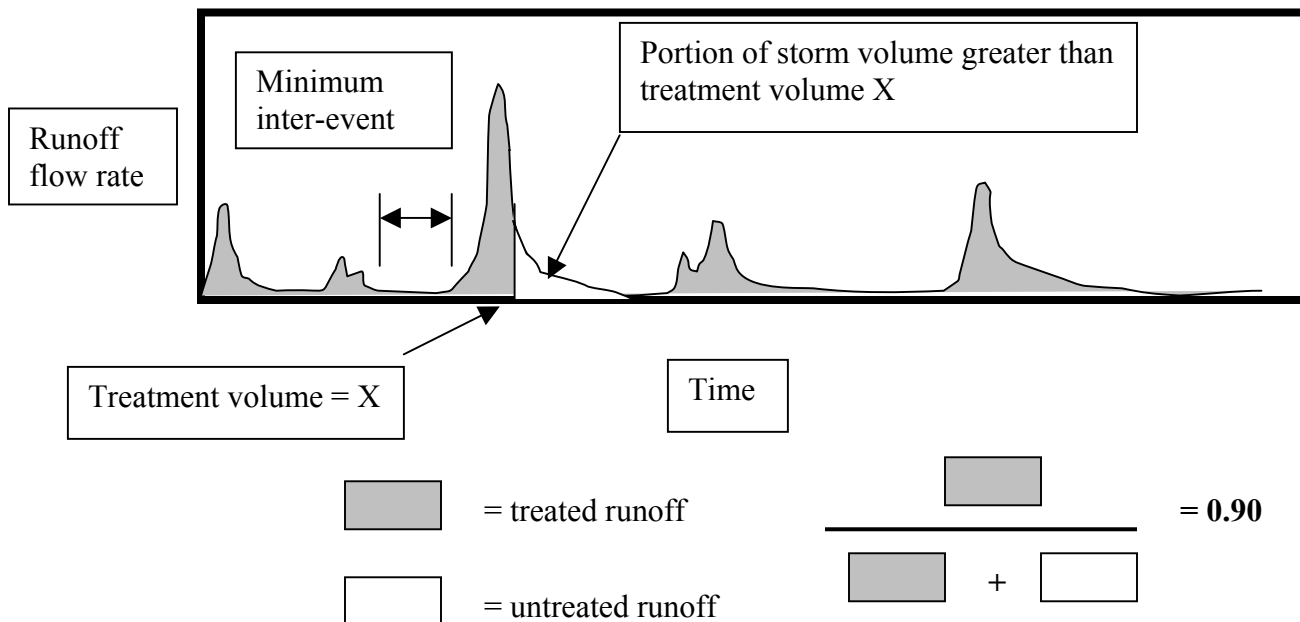 Portion of storm volume greater than
treatment volume X
Minimum
inter-event
Runoff
flow rate
Treatment volume = X
Time
= treated runoff
= 0.90
+
= untreated runoff